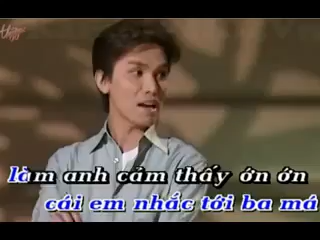 làm anh cảm thấy ớn ớn
cái em nhắc tới ba má